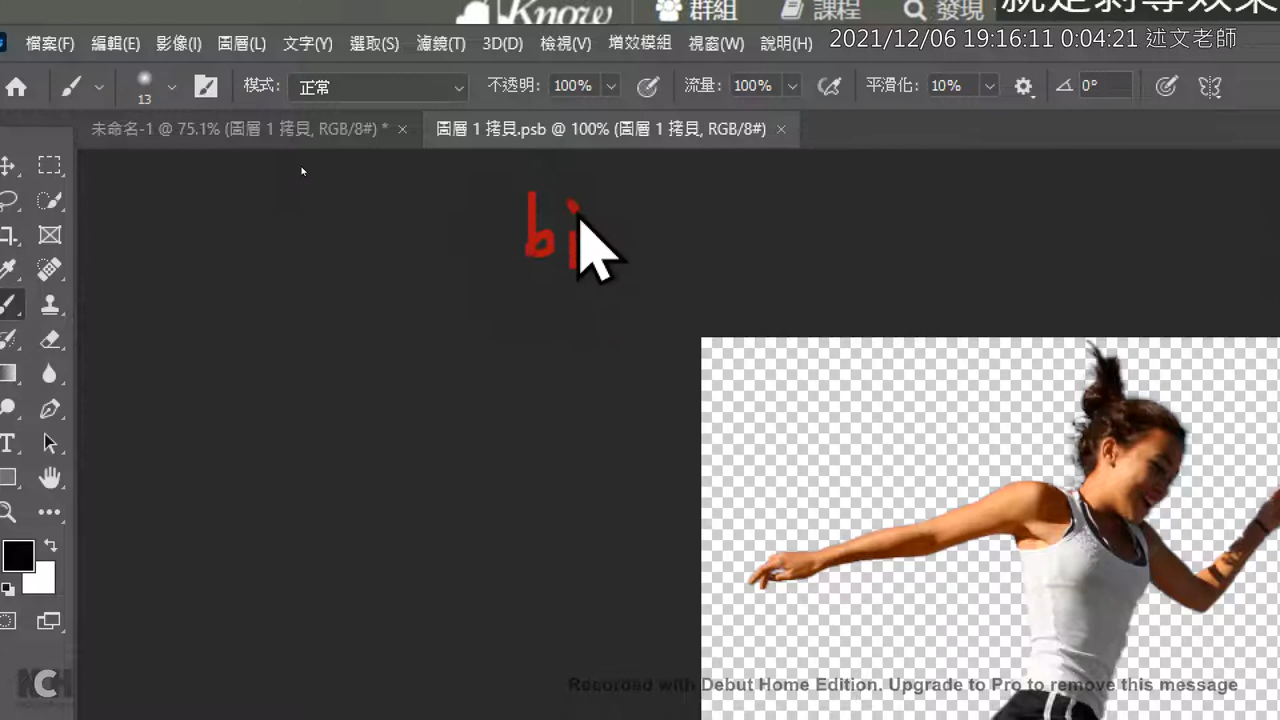 Know 群組 課程 發現 就是剝導效果
檔案(F) 編輯(E) 影像(I) 圖層(L) 文字(Y) 選取(S) 濾鏡(T) 3D(D) 檢視(V) 增效模組 視窗(W) 說明(H) 2021/12/06 19:16:11 0:04:21 述文老師
13 模式: 正常 不透明: 100% 流量: 100% 平滑化: 10% 0°
未命名-1 @ 75.1% (圖層 1 拷貝, RGB/8#) * × 圖層 1 拷貝.psb @ 100% (圖層 1 拷貝, RGB/8#) ×
bi
Recorded with Debut Home Edition. Upgrade to Pro to remove this message